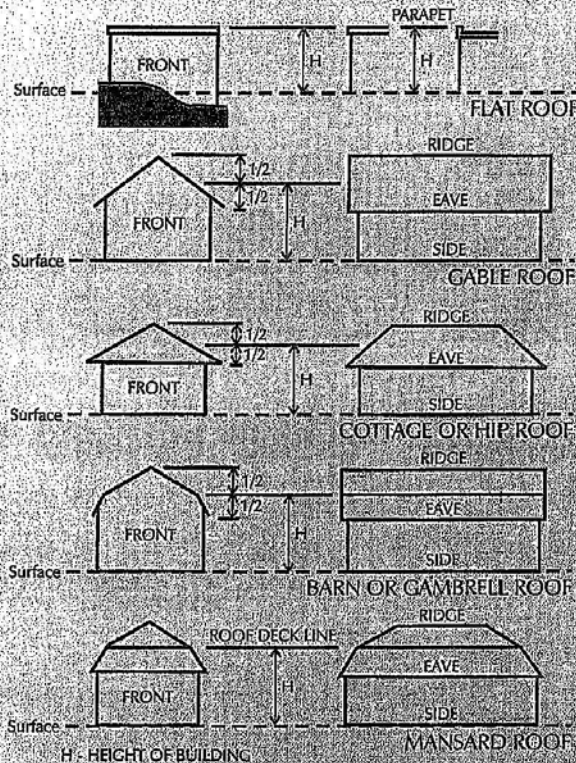 PARAPET
FRONT
H
H
Surface
FLAT ROOF
RIDGE
1/2
1/2
FRONT
H
EAVE
SIDE
Surface
GABLE ROOF
RIDGE
1/2
1/2
FRONT
H
EAVE
SIDE
Surface
COTTAGE OR HIP ROOF
RIDGE
1/2
1/2
FRONT
H
EAVE
SIDE
Surface
BARN OR GAMBRELL ROOF
RIDGE
ROOF DECK LINE
FRONT
H
EAVE
SIDE
Surface
MANSARD ROOF
H - HEIGHT OF BUILDING